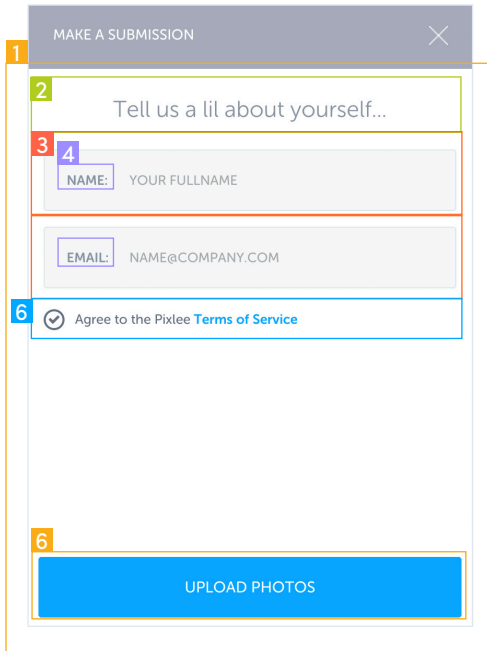 MAKE A SUBMISSION
1
2
Tell us a lil about yourself...
3
4
NAME: YOUR FULLNAME
EMAIL: NAME@COMPANY.COM
6
Agree to the Pixlee Terms of Service
6
UPLOAD PHOTOS